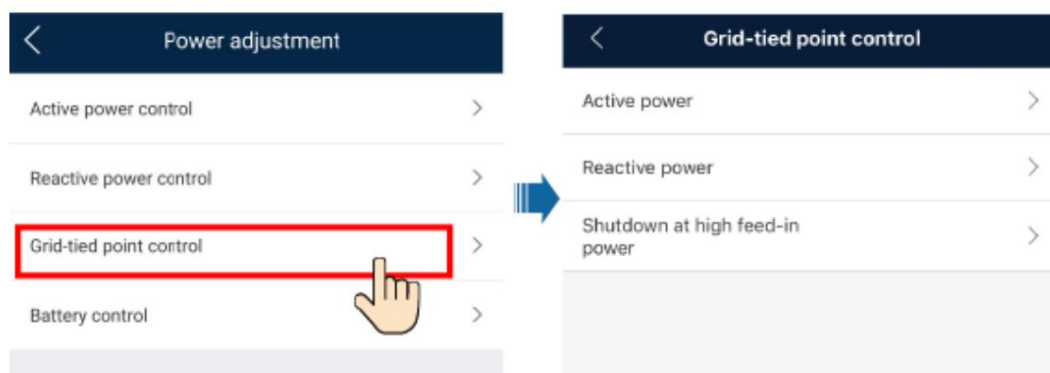 Power adjustment
Active power control
Reactive power control
Grid-tied point control
Battery control
Grid-tied point control
Active power
Reactive power
Shutdown at high feed-in
power